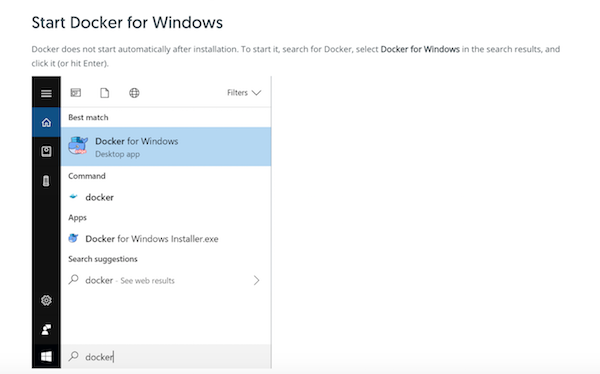 Start Docker for Windows
Docker does not start automatically after installation. To start it, search for Docker, select Docker for Windows in the search results, and
click it (or hit Enter).
Filters
Best match
Docker for Windows
Desktop app
Command
docker
Apps
Docker for Windows Installer.exe
Search suggestions
docker - See web results
docker